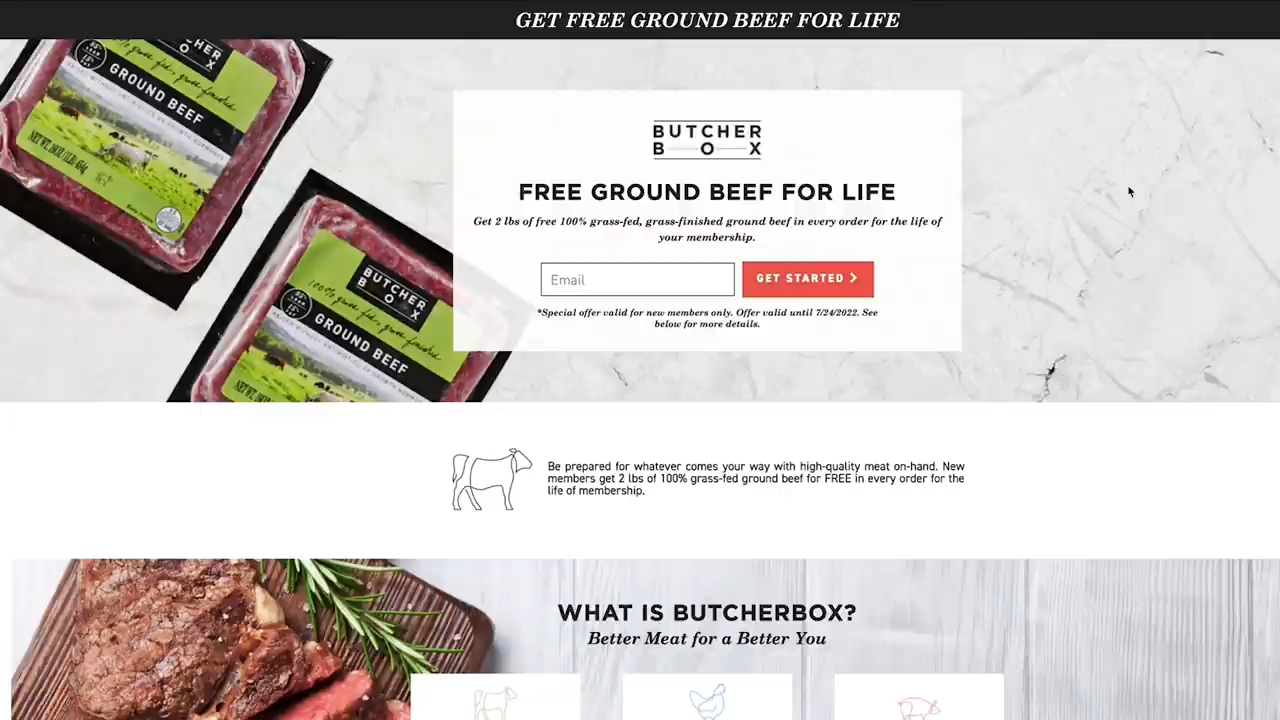 GET FREE GROUND BEEF FOR LIFE
BUTCHER
BOX
FREE GROUND BEEF FOR LIFE
Get 2 lbs of free 100% grass-fed, grass-finished ground beef in every order for the life of
your membership.
Email
GET STARTED
*Special offer valid for new members only. Offer valid until 7/24/2022. See
below for more details.
GROUND BEEF
BUTCHER
BOX
100% grass fed, grass finished
GROUND BEEF
Be prepared for whatever comes your way with high-quality meat on-hand. New
members get 2 lbs of 100% grass-fed ground beef for FREE in every order for the
life of membership.
WHAT IS BUTCHERBOX?
Better Meat for a Better You